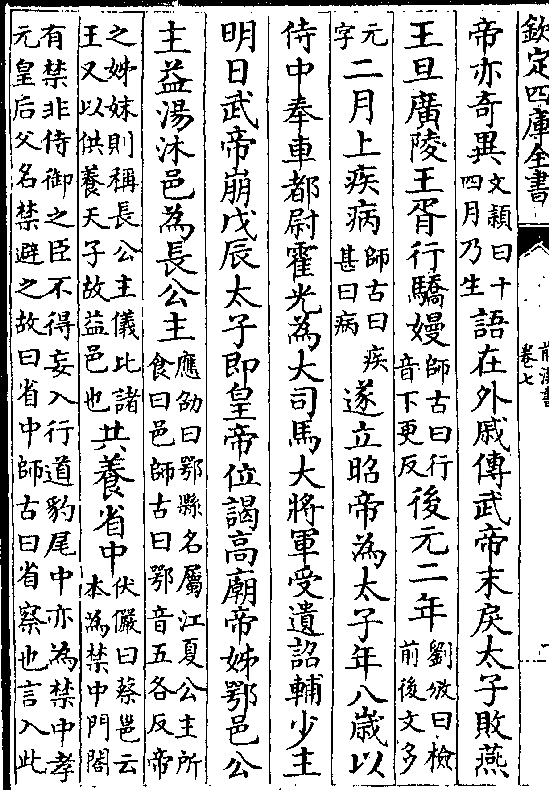 欽定四庫全書
前漢書
卷七
帝亦奇異文穎曰十四月乃生語在外戚傳武帝末戾太子敗燕
王旦廣陵王胥行驕嫚師古曰行音下更反後元二年劉攽曰檢前後文多
元字二月上疾病師古曰疾甚曰病遂立昭帝為太子年八歲以
侍中奉車都尉霍光為大司馬大將軍受遺詔輔少主
明日武帝崩戊辰太子即皇帝位謁高廟帝姊鄂邑公
主益湯沐邑為長公主應劭曰鄂縣名屬江夏公主所食曰邑師古曰鄂音五各反帝
之姊妹則稱長公主儀比諸王又以供養天子故益邑也共養省中伏儼曰蔡邕云本為禁中門閤
有禁非侍御之臣不得妄入行道豹尾中亦為禁中孝
元皇后父名禁避之故曰省中師古曰省察也言入此